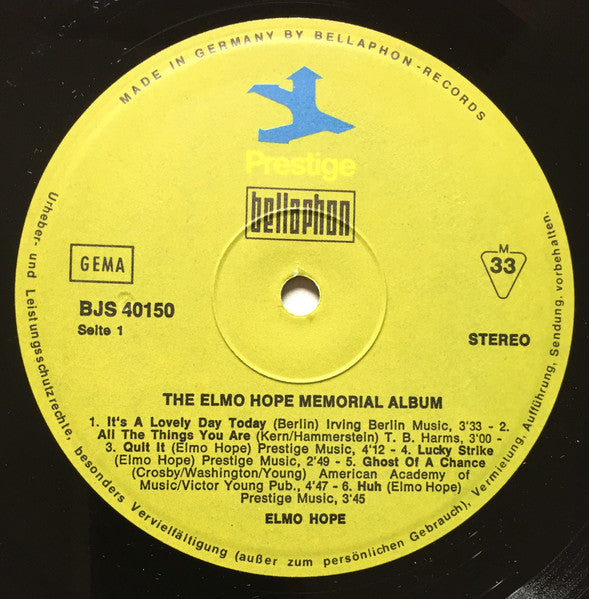 MADE IN GERMANY BY BELLAPHON-RECORDS
Prestige
bellaphon
GEMA
M
33
BJS 40150
Seite 1
STEREO
THE ELMO HOPE MEMORIAL ALBUM
1. It's A Lovely Day Today (Berlin) Irving Berlin Music, 3'33 - 2.
All The Things You Are (Kern/Hammerstein) T. B. Harms, 3'00 -
3. Quit It (Elmo Hope) Prestige Music, 4'12 - 4. Lucky Strike
(Elmo Hope) Prestige Music, 2'49 - 5. Ghost Of A Chance
(Crosby/Washington/Young) American Academy of
Music/Victor Young Pub., 4'47 - 6. Huh (Elmo Hope)
Prestige Music, 3'45
ELMO HOPE
Urheber- und Leistungsschutzrechte, besonders Vervielfältigung (außer zum persönlichen Gebrauch), Vermietung, Aufführung, Sendung, vorbehalten.